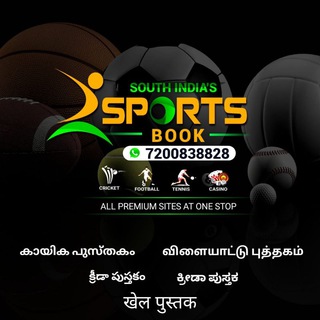 SOUTH INDIA'S
SPORTS
BOOK
7200838828
CRICKET FOOTBALL TENNIS CASINO
ALL PREMIUM SITES AT ONE STOP
കായിക പുസ്തകം விளையாட்டு புத்தகம்
క్రీడా పుస్తకం ಕ್ರೀಡಾ ಪುಸ್ತಕ
खेल पुस्तक